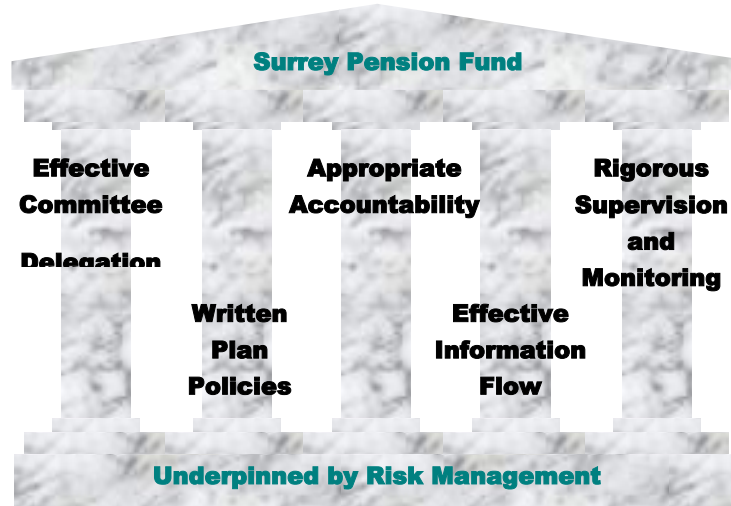 Surrey Pension Fund
Effective
Committee
Delegation
Written
Plan
Policies
Appropriate
Accountability
Effective
Information
Flow
Rigorous
Supervision
and
Monitoring
Underpinned by Risk Management